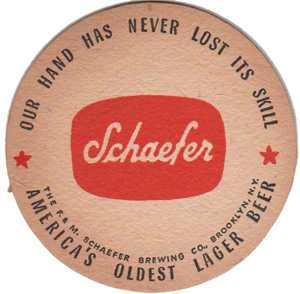 OUR HAND HAS NEVER LOST ITS SKILL
Schaefer
THE F. & M. SCHAEFER BREWING CO., BROOKLYN, N.Y.
AMERICA'S OLDEST LAGER BEER